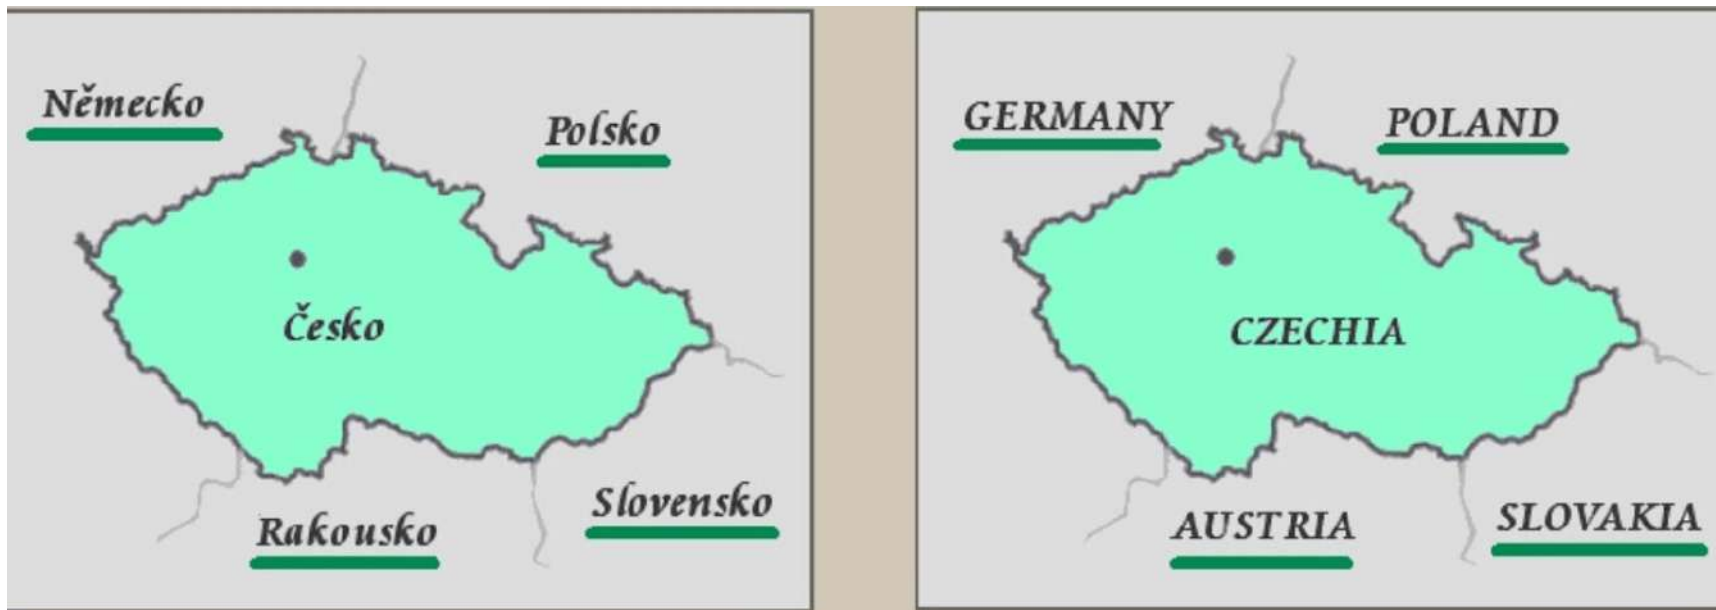 Německo
Polsko
Česko
Rakousko
Slovensko
GERMANY
POLAND
CZECHIA
AUSTRIA
SLOVAKIA